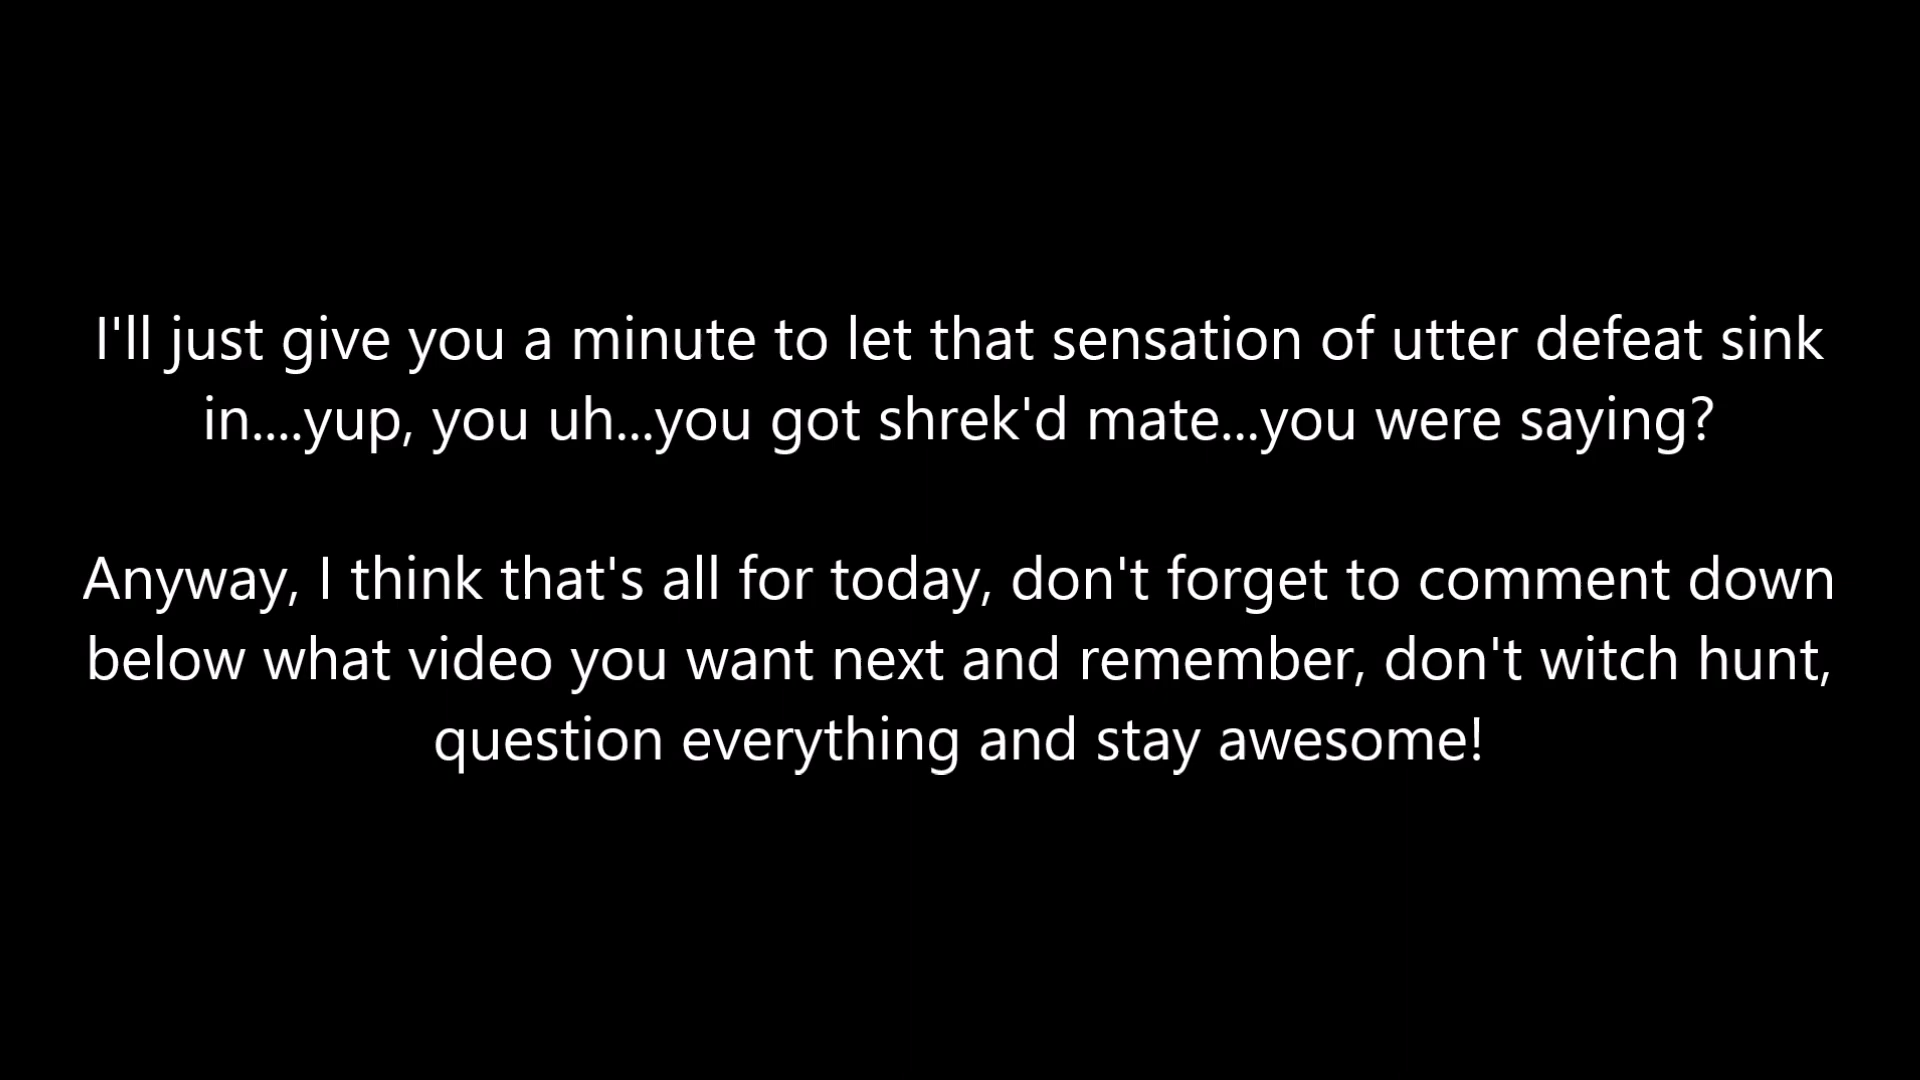 I'll just give you a minute to let that sensation of utter defeat sink
in....yup, you uh...you got shrek'd mate...you were saying?
Anyway, I think that's all for today, don't forget to comment down
below what video you want next and remember, don't witch hunt,
question everything and stay awesome!